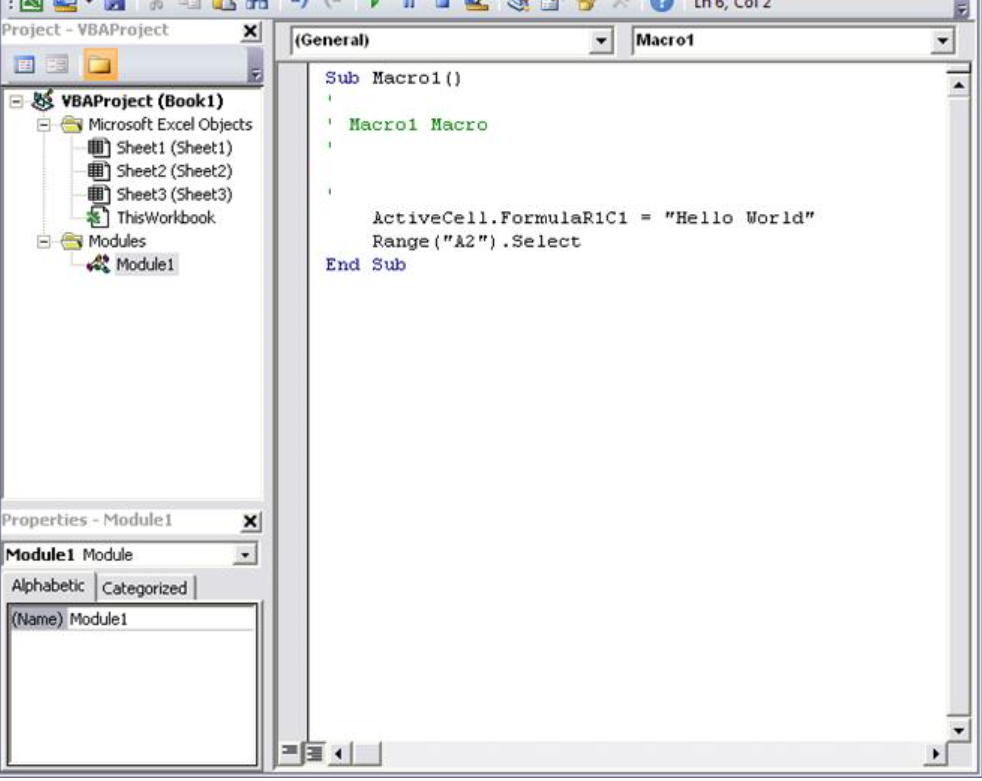 Ln 6, Col 2
Project - VBAProject
VBAProject (Book1)
Microsoft Excel Objects
Sheet1 (Sheet1)
Sheet2 (Sheet2)
Sheet3 (Sheet3)
ThisWorkbook
Modules
Module1
Properties - Module1
Module1 Module
Alphabetic Categorized
(Name) Module1
(General) Macro1
Sub Macro1()
'
' Macro1 Macro
'
'
ActiveCell.FormulaR1C1 = "Hello World"
Range("A2").Select
End Sub